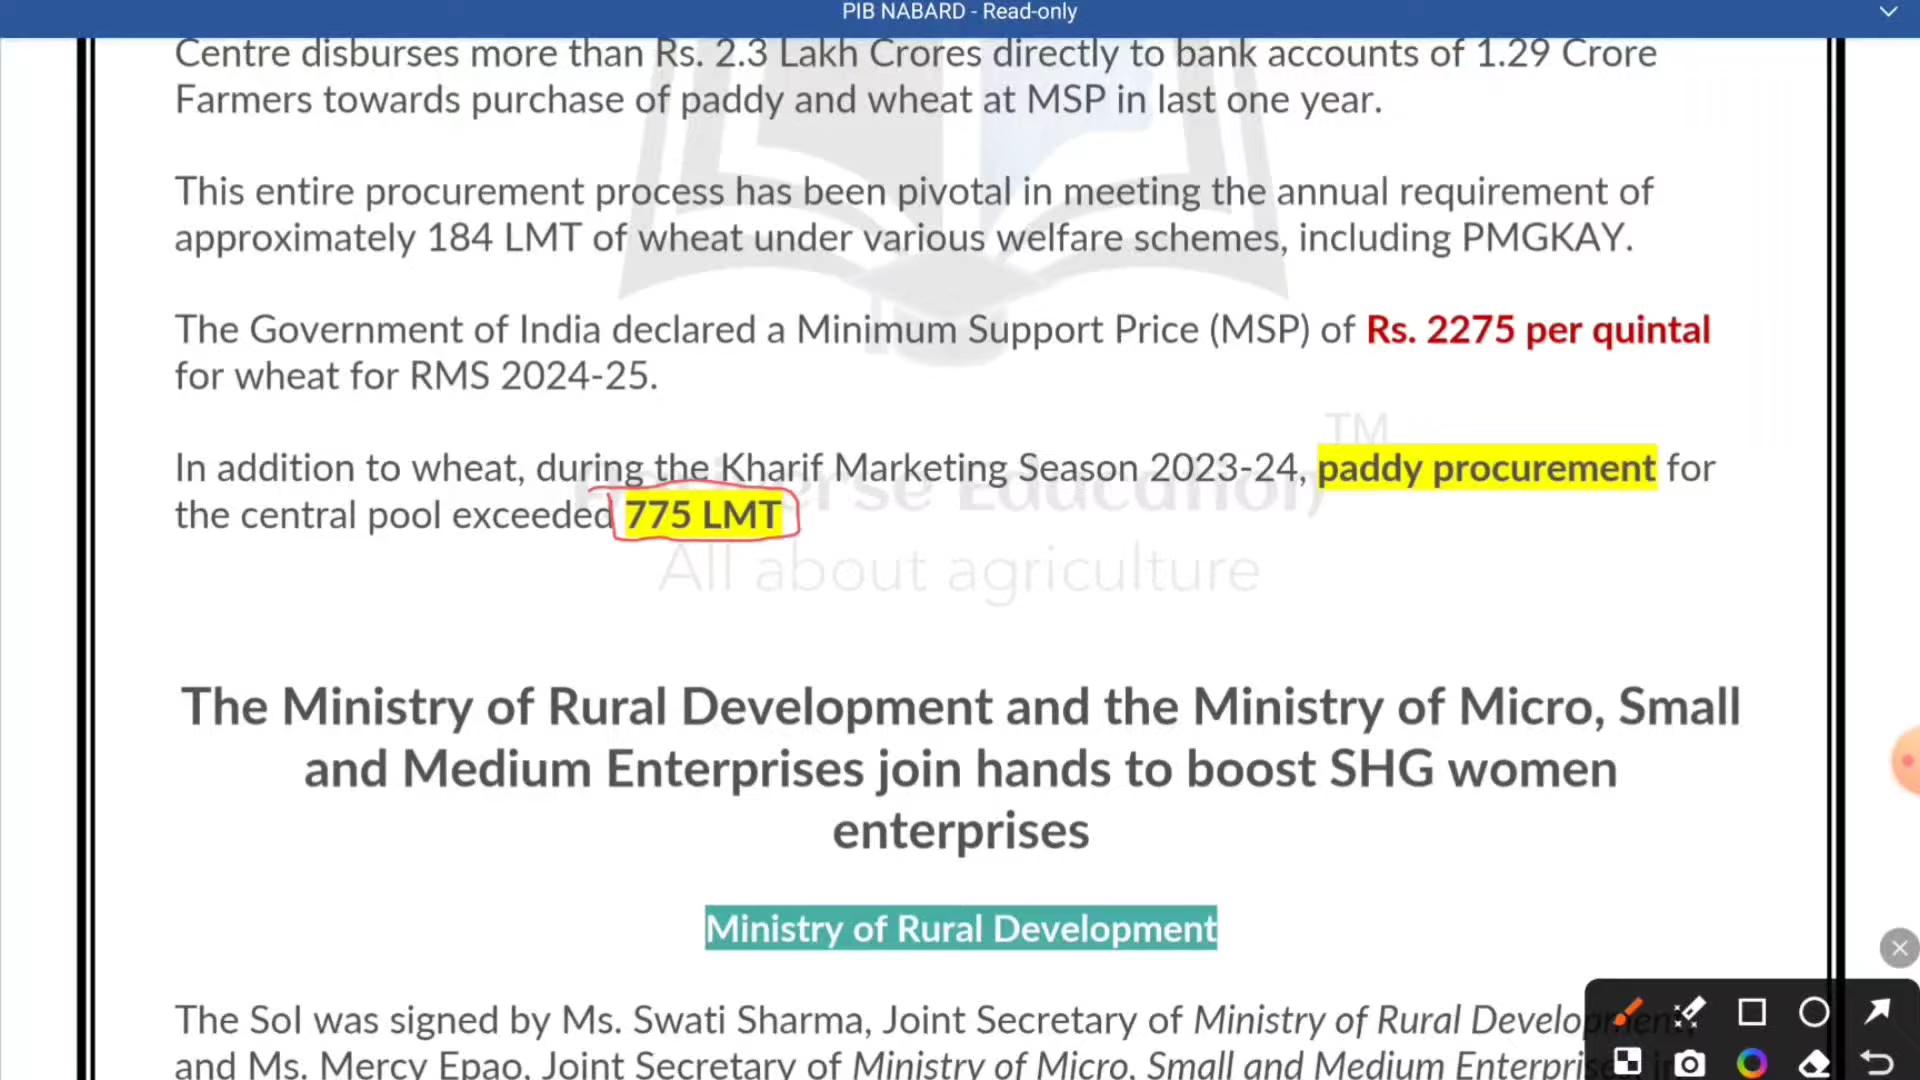 PIB NABARD - Read-only
Centre disburses more than Rs. 2.3 Lakh Crores directly to bank accounts of 1.29 Crore
Farmers towards purchase of paddy and wheat at MSP in last one year.
This entire procurement process has been pivotal in meeting the annual requirement of
approximately 184 LMT of wheat under various welfare schemes, including PMGKAY.
The Government of India declared a Minimum Support Price (MSP) of Rs. 2275 per quintal
for wheat for RMS 2024-25.
TM
In addition to wheat, during the Kharif Marketing Season 2023-24, paddy procurement for
the central pool exceeded 775 LMT
Education
All about agriculture
The Ministry of Rural Development and the Ministry of Micro, Small
and Medium Enterprises join hands to boost SHG women
enterprises
Ministry of Rural Development
The SoI was signed by Ms. Swati Sharma, Joint Secretary of Ministry of Rural Development,
and Ms. Mercy Epao, Joint Secretary of Ministry of Micro, Small and Medium Enterprises